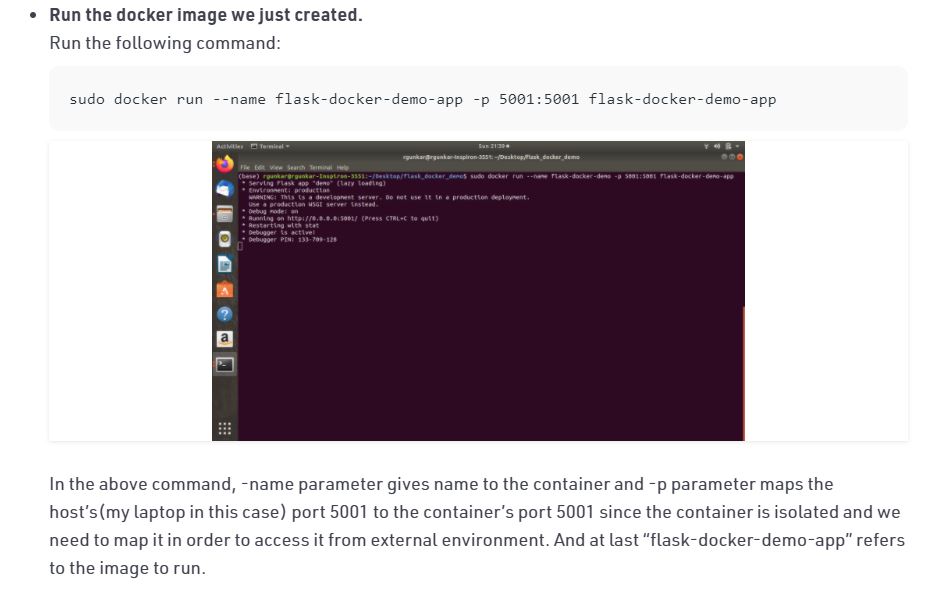 Run the docker image we just created.
Run the following command:
sudo docker run --name flask-docker-demo-app -p 5001:5001 flask-docker-demo-app
Activities Terminal Sun 21:39
rgunkar@rgunkar-Inspiron-3551: ~/Desktop/flask_docker_demo
File Edit View Search Terminal Help
(base) rgunkar@rgunkar-Inspiron-3551:~/Desktop/flask_docker_demo$ sudo docker run --name flask-docker-demo -p 5001:5001 flask-docker-demo-app
* Serving Flask app "demo" (lazy loading)
* Environment: production
WARNING: This is a development server. Do not use it in a production deployment.
Use a production WSGI server instead.
* Debug mode: on
* Running on http://0.0.0.0:5001/ (Press CTRL+C to quit)
* Restarting with stat
* Debugger is active!
* Debugger PIN: 133-709-128
In the above command, -name parameter gives name to the container and -p parameter maps the
host's(my laptop in this case) port 5001 to the container's port 5001 since the container is isolated and we
need to map it in order to access it from external environment. And at last "flask-docker-demo-app" refers
to the image to run.